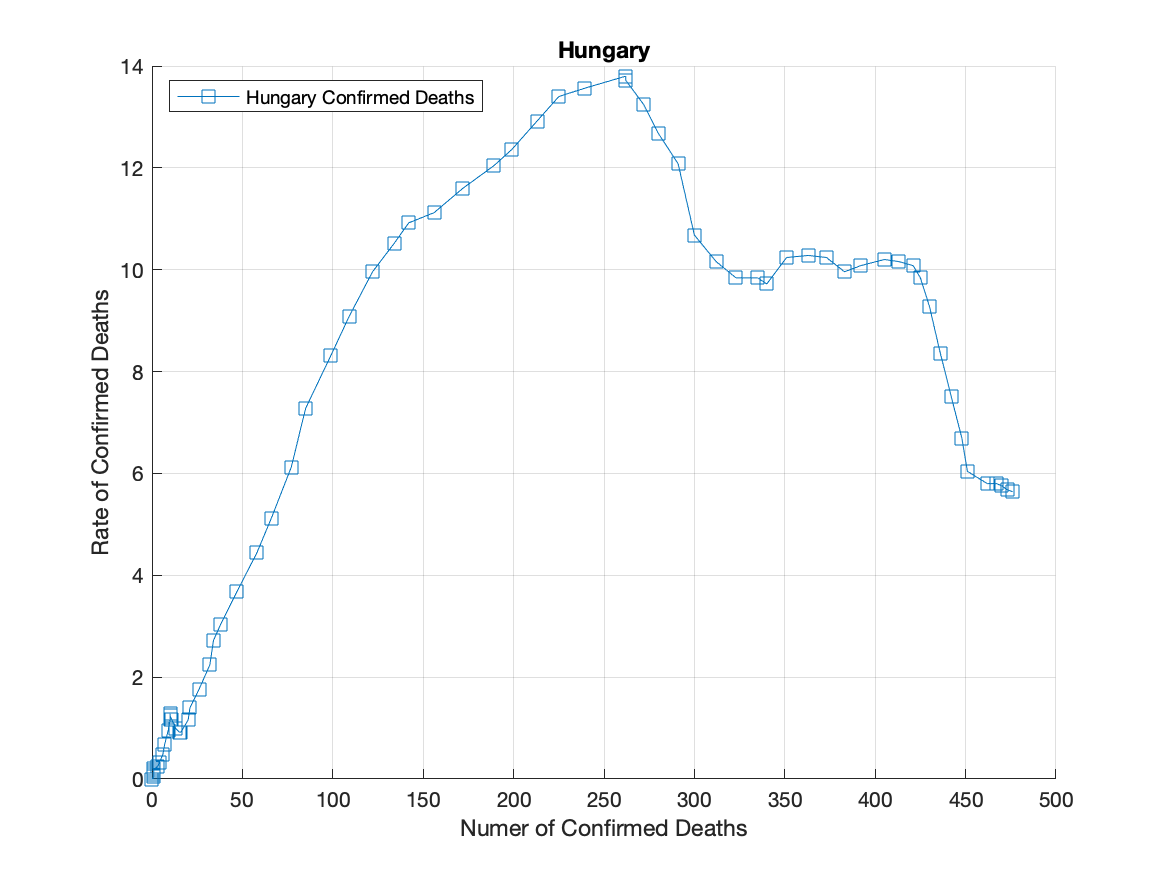 Hungary
Hungary Confirmed Deaths
14
12
10
8
6
4
2
0
Rate of Confirmed Deaths
0 50 100 150 200 250 300 350 400 450 500
Numer of Confirmed Deaths